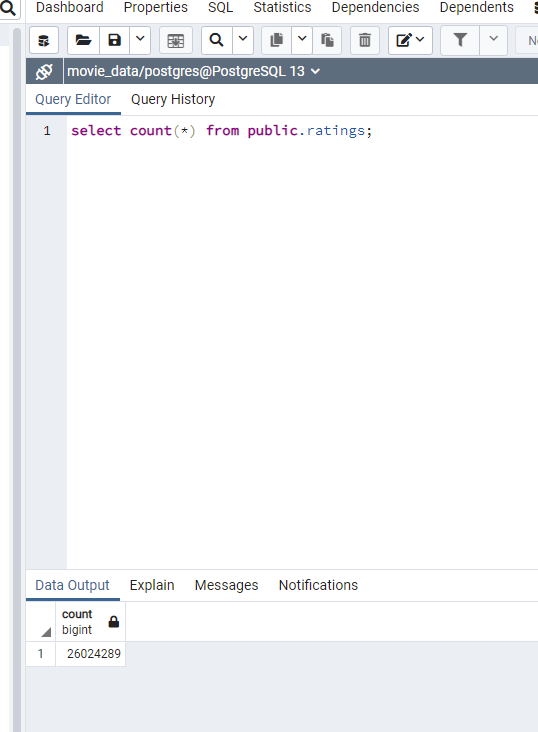 Dashboard Properties SQL Statistics Dependencies Dependents
movie_data/postgres@PostgreSQL 13
Query Editor Query History
1 select count(*) from public.ratings;
Data Output Explain Messages Notifications
count
bigint
1 26024289